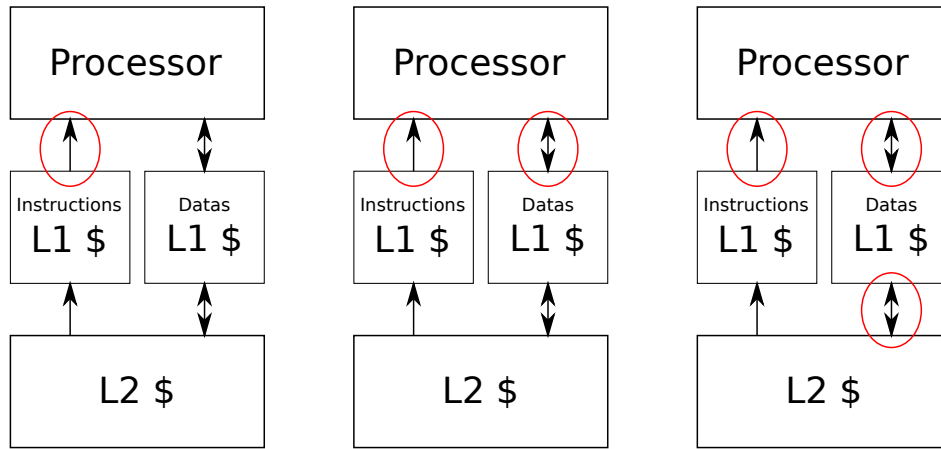 Processor
Instructions
L1 $
Datas
L1 $
L2 $
Processor
Instructions
L1 $
Datas
L1 $
L2 $
Processor
Instructions
L1 $
Datas
L1 $
L2 $